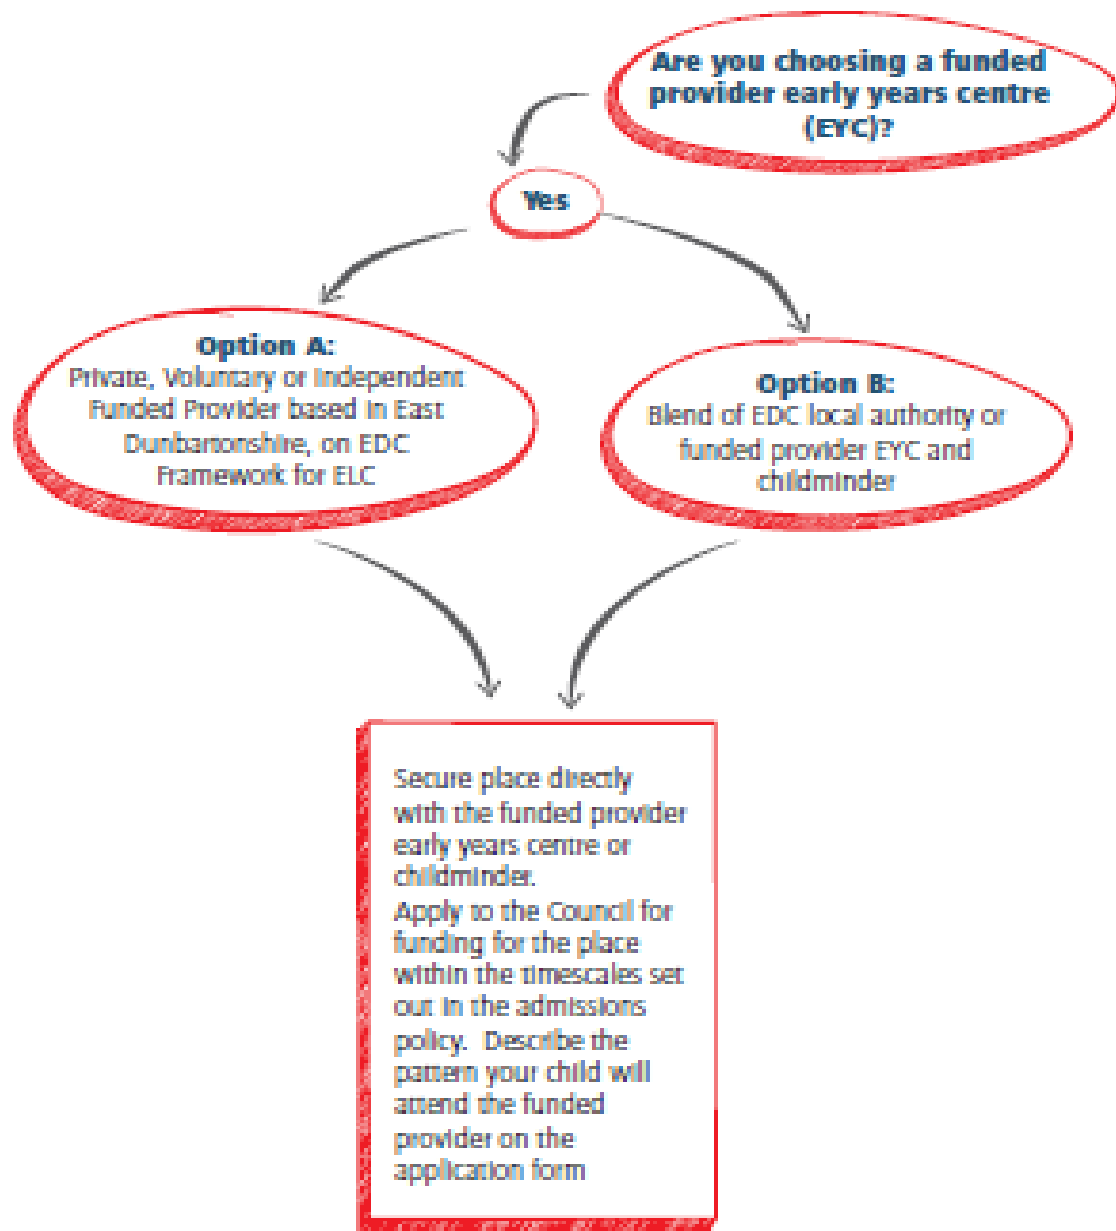 Are you choosing a funded
provider early years centre
(EYC)?
Yes
Option A:
Private, Voluntary or Independent
Funded Provider based in East
Dunbartonshire, on EDC
Framework for ELC
Option B:
Blend of EDC local authority or
funded provider EYC and
childminder
Secure place directly
with the funded provider
early years centre or
childminder.
Apply to the Council for
funding for the place
within the timescales set
out in the admissions
policy.  Describe the
pattern your child will
attend the funded
provider on the
application form